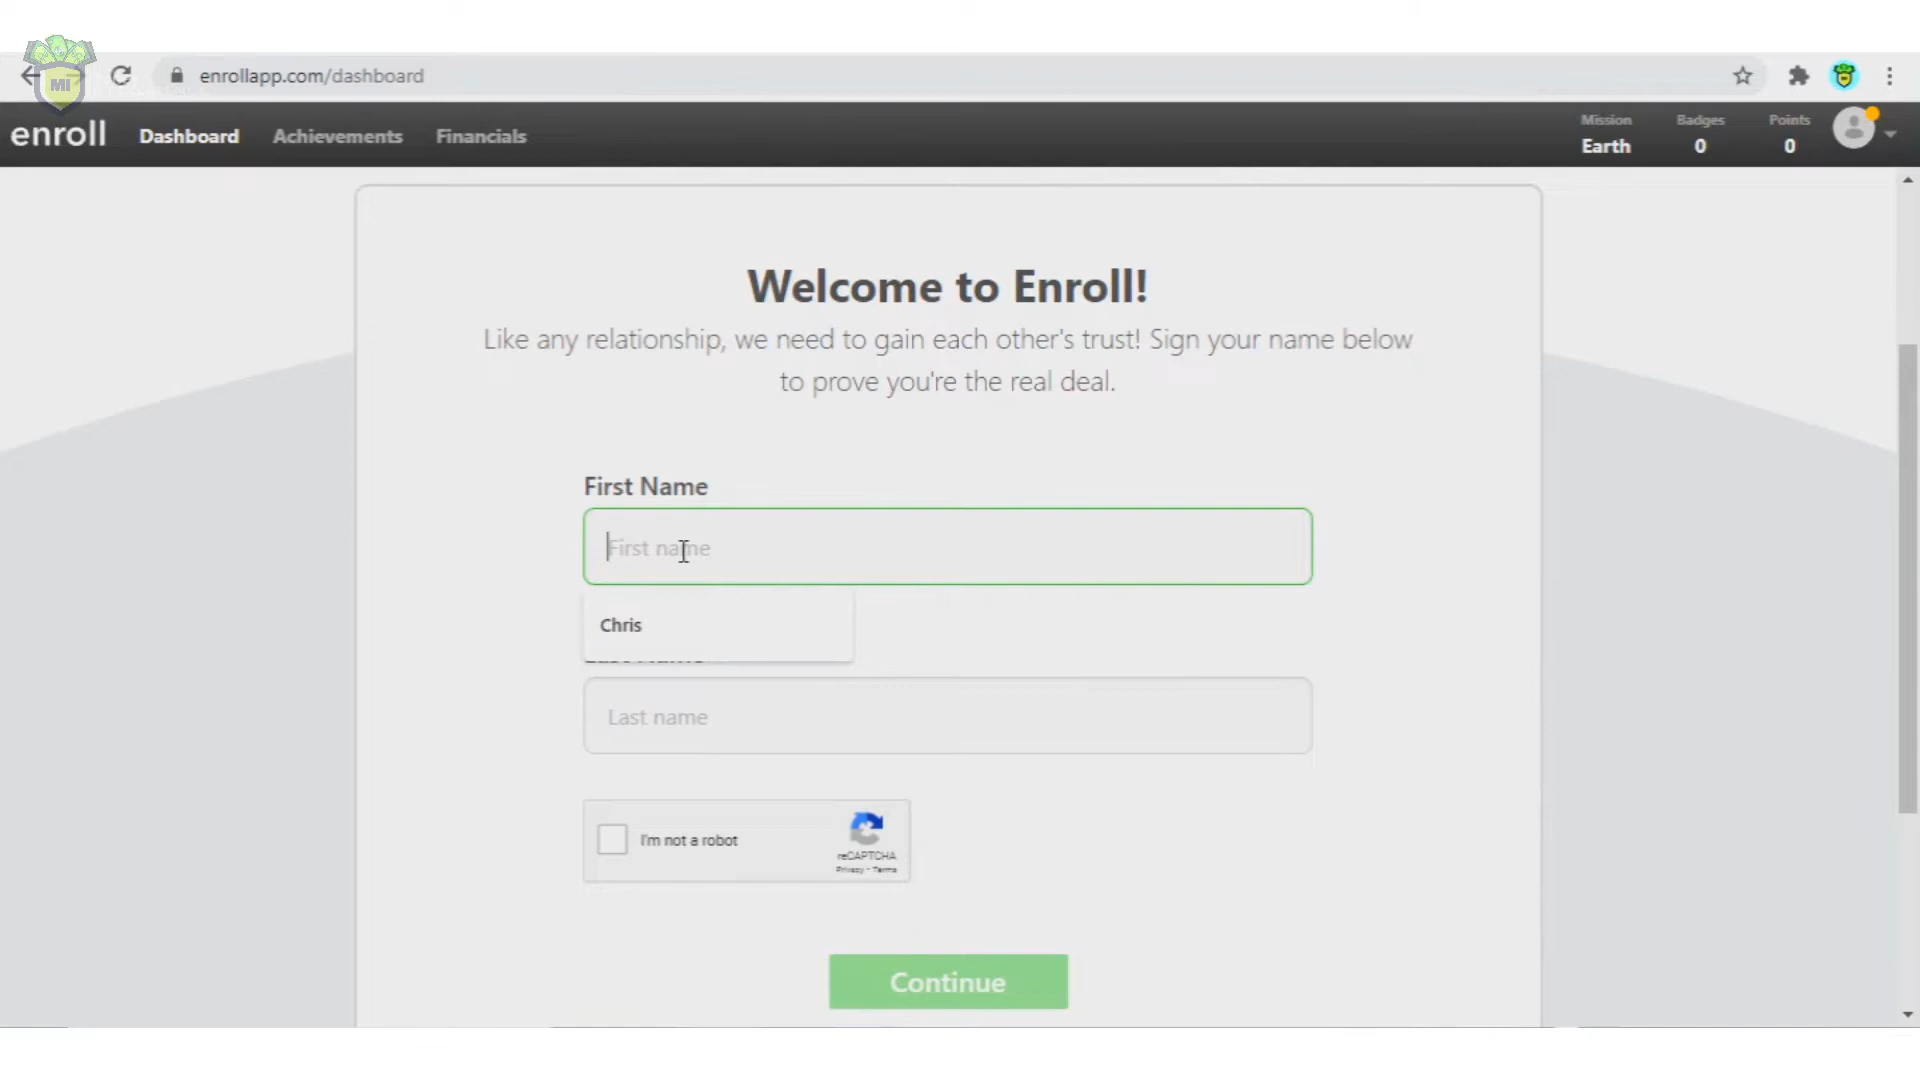 MI
enrollapp.com/dashboard
enroll Dashboard Achievements Financials
Mission Badges Points
Earth 0 0
Welcome to Enroll!
Like any relationship, we need to gain each other's trust! Sign your name below
to prove you're the real deal.
First Name
First name
Chris
Last name
I'm not a robot
reCAPTCHA
Privacy - Terms
Continue